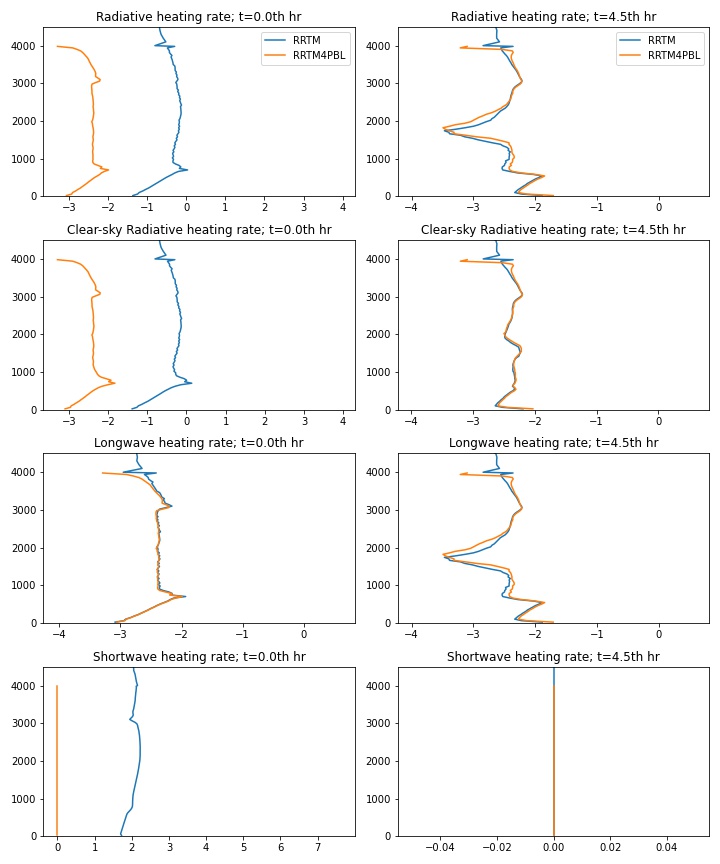 Radiative heating rate; t=0.0th hr
4000
3000
2000
1000
0
RRTM
RRTM4PBL
−3 −2 −1 0 1 2 3 4
Radiative heating rate; t=4.5th hr
4000
3000
2000
1000
0
RRTM
RRTM4PBL
−4 −3 −2 −1 0
Clear-sky Radiative heating rate; t=0.0th hr
4000
3000
2000
1000
0
−3 −2 −1 0 1 2 3 4
Clear-sky Radiative heating rate; t=4.5th hr
4000
3000
2000
1000
0
−4 −3 −2 −1 0
Longwave heating rate; t=0.0th hr
4000
3000
2000
1000
0
−4 −3 −2 −1 0
Longwave heating rate; t=4.5th hr
4000
3000
2000
1000
0
−4 −3 −2 −1 0
Shortwave heating rate; t=0.0th hr
4000
3000
2000
1000
0
0 1 2 3 4 5 6 7
Shortwave heating rate; t=4.5th hr
4000
3000
2000
1000
0
−0.04 −0.02 0.00 0.02 0.04